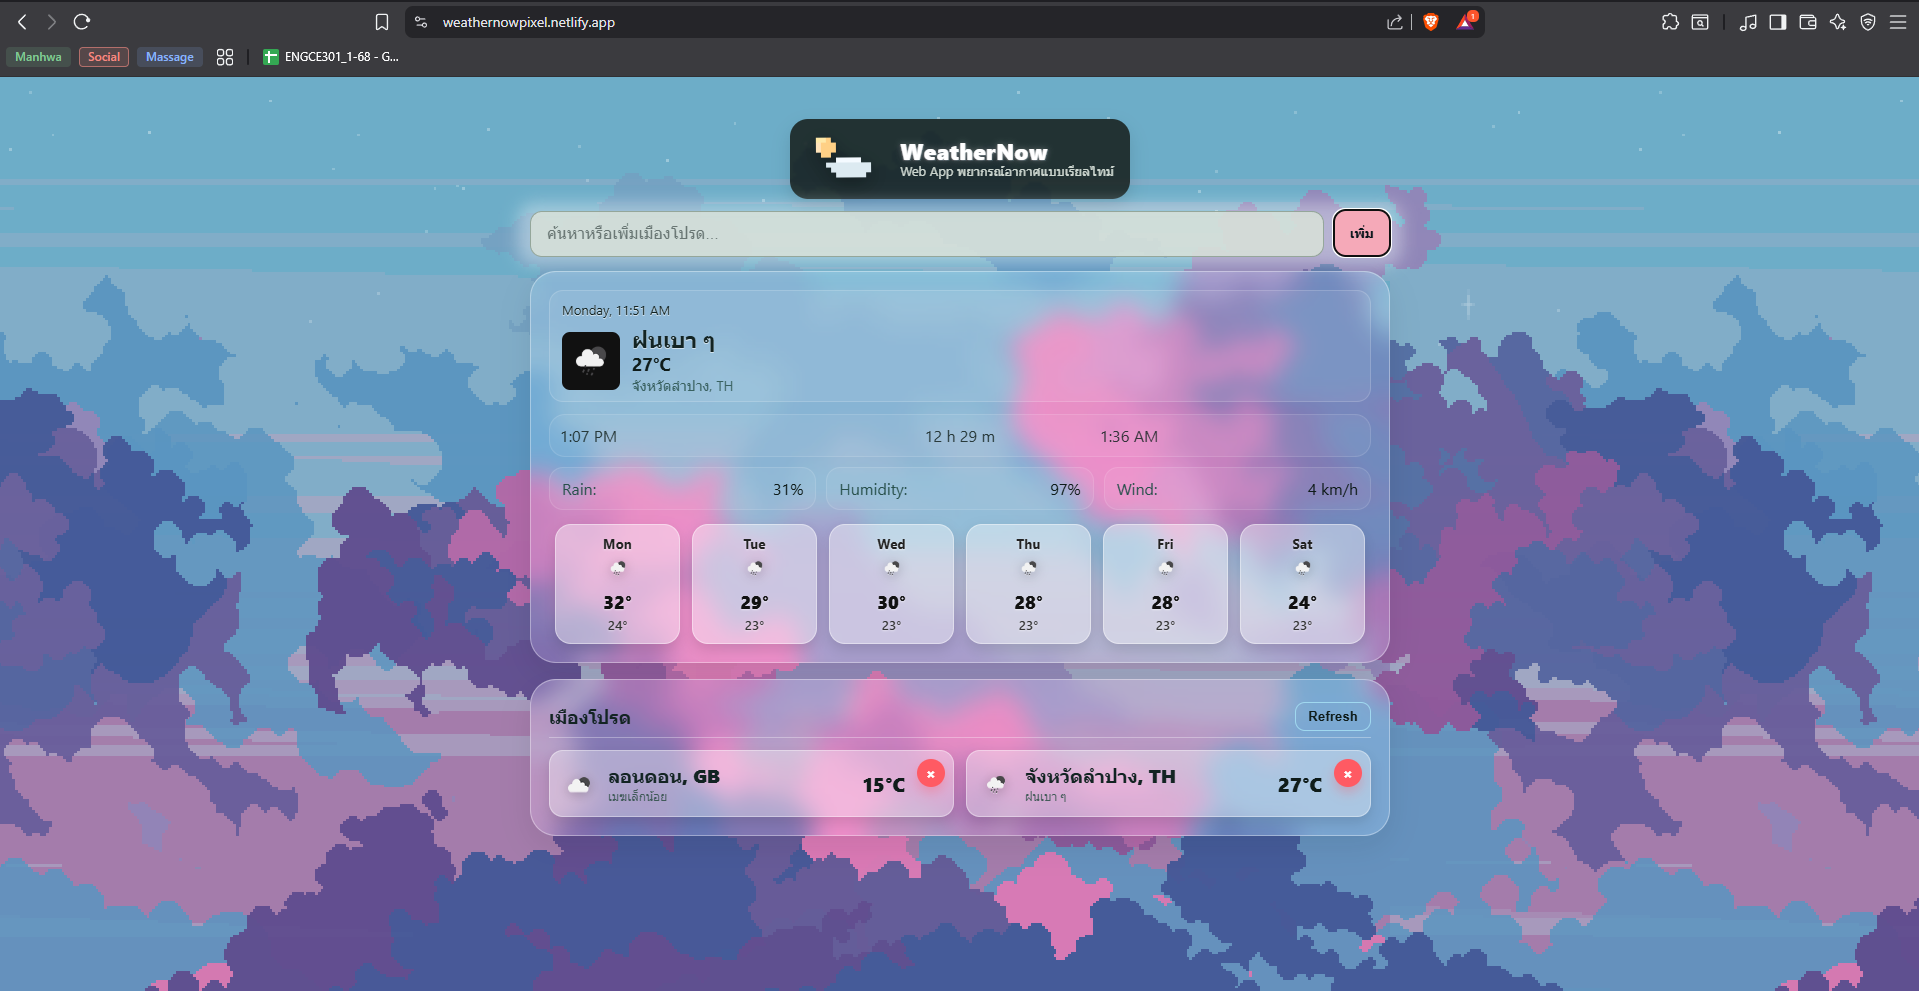 weathernowpixel.netlify.app
1
Manhwa
Social
Massage
ENGCE301_1-68 - G...
WeatherNow
Web App พยากรณ์อากาศแบบเรียลไทม์
ค้นหาหรือเพิ่มเมืองโปรด...
เพิ่ม
Monday, 11:51 AM
ฝนเบา ๆ
27°C
จังหวัดลำปาง, TH
1:07 PM 12 h 29 m 1:36 AM
Rain: 31% Humidity: 97% Wind: 4 km/h
Mon Tue Wed Thu Fri Sat
32° 29° 30° 28° 28° 24°
24° 23° 23° 23° 23° 23°
เมืองโปรด
Refresh
ลอนดอน, GB
เมฆเล็กน้อย
15°C
จังหวัดลำปาง, TH
ฝนเบา ๆ
27°C